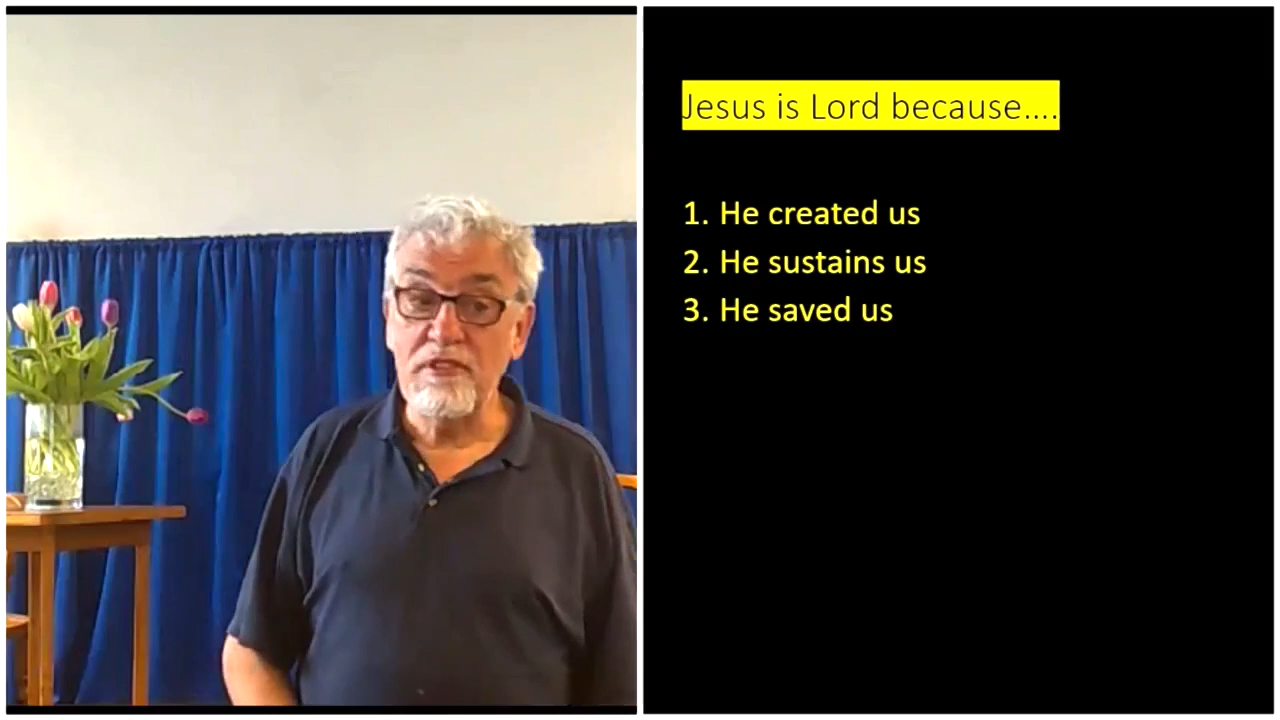 Jesus is Lord because....
1. He created us
2. He sustains us
3. He saved us